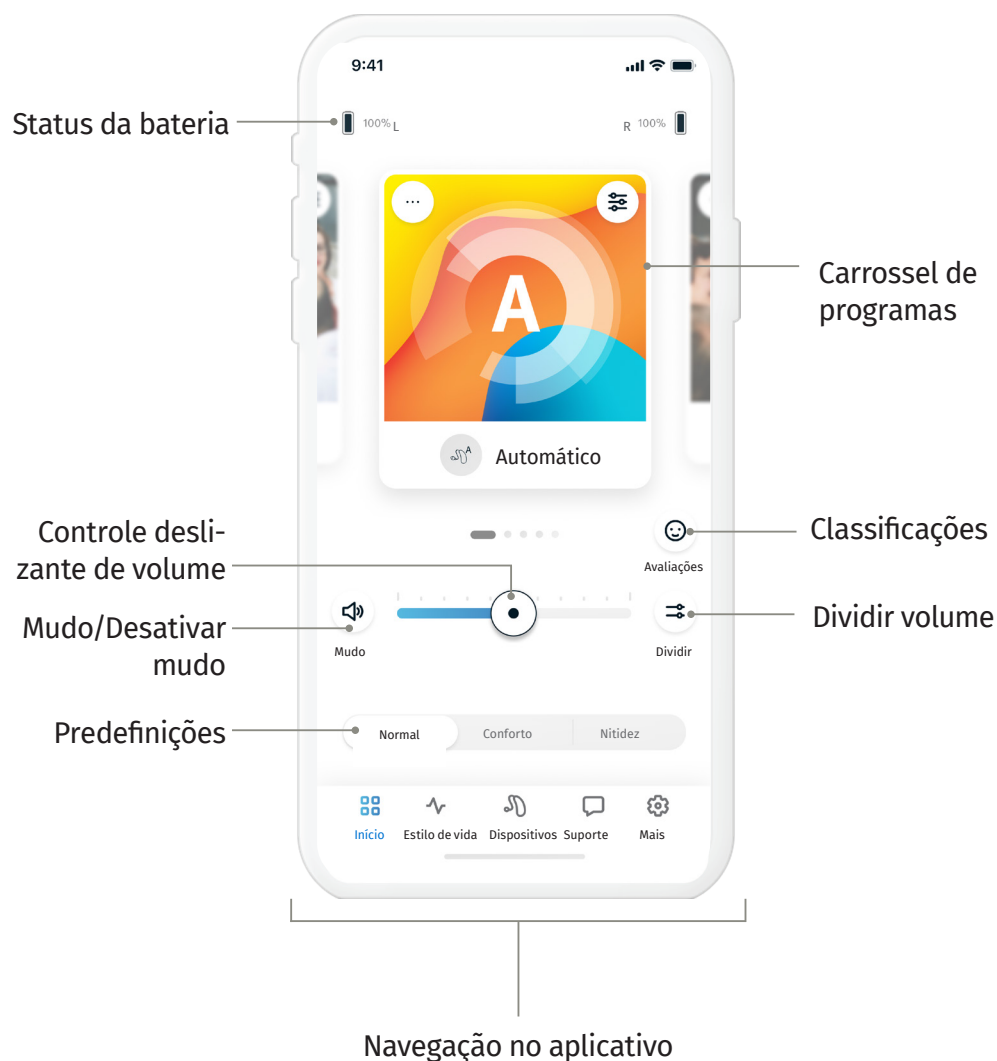 9:41
Status da bateria
100% L
R 100%
...
A
Carrossel de
programas
A
Automático
Controle desli-
zante de volume
Classificações
Avaliações
Mudo/Desativar
mudo
Dividir volume
Mudo
Dividir
Predefinições
Normal
Conforto
Nitidez
Início
Estilo de vida
Dispositivos
Suporte
Mais
Navegação no aplicativo